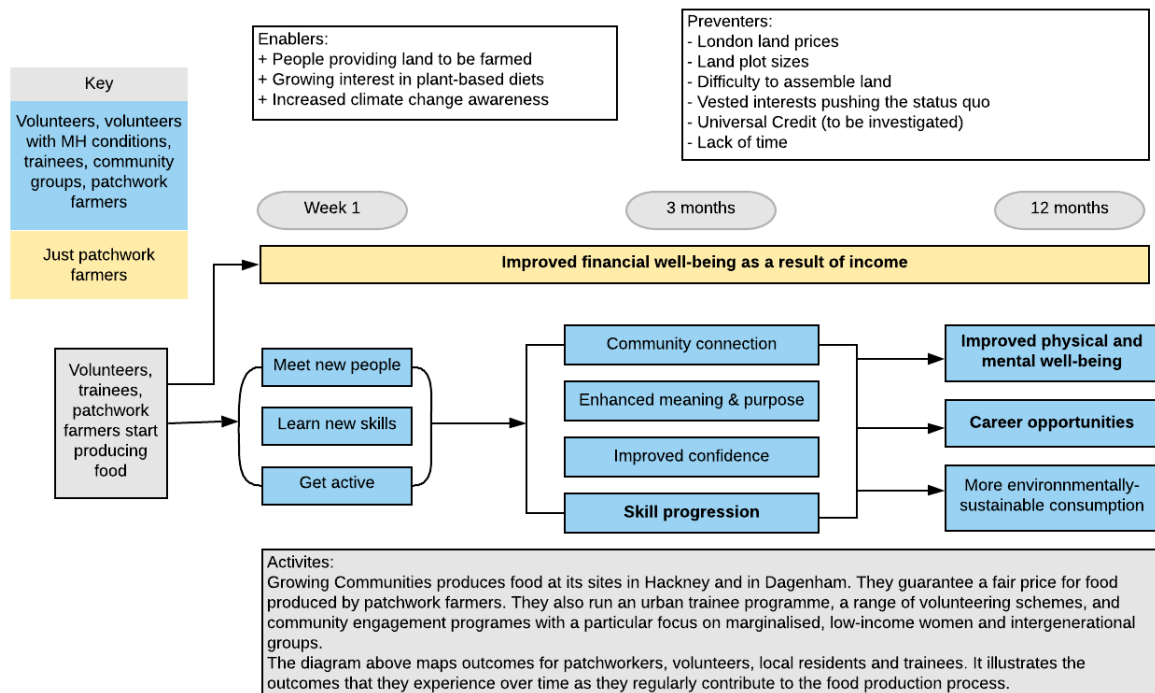 Enablers:
+ People providing land to be farmed
+ Growing interest in plant-based diets
+ Increased climate change awareness
Preventers:
- London land prices
- Land plot sizes
- Difficulty to assemble land
- Vested interests pushing the status quo
- Universal Credit (to be investigated)
- Lack of time
Key
Volunteers, volunteers
with MH conditions,
trainees, community
groups, patchwork
farmers
Just patchwork
farmers
Week 1
3 months
12 months
Improved financial well-being as a result of income
Volunteers,
trainees,
patchwork
farmers start
producing
food
Meet new people
Learn new skills
Get active
Community connection
Enhanced meaning & purpose
Improved confidence
Skill progression
Improved physical and
mental well-being
Career opportunities
More environnmentally-
sustainable consumption
Activites:
Growing Communities produces food at its sites in Hackney and in Dagenham. They guarantee a fair price for food
produced by patchwork farmers. They also run an urban trainee programme, a range of volunteering schemes, and
community engagement programes with a particular focus on marginalised, low-income women and intergenerational
groups.
The diagram above maps outcomes for patchworkers, volunteers, local residents and trainees. It illustrates the
outcomes that they experience over time as they regularly contribute to the food production process.